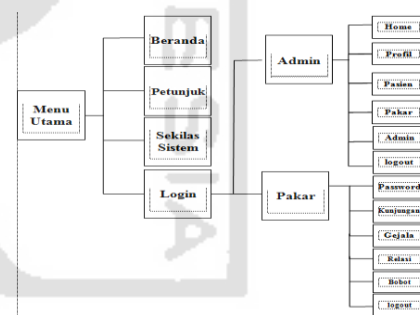 Menu
Utama
Beranda
Petunjuk
Sekilas
Sistem
Login
Admin
Home
Profil
Pasien
Pakar
Admin
logout
Pakar
Password
Kunjungan
Gejala
Relasi
Bobot
logout